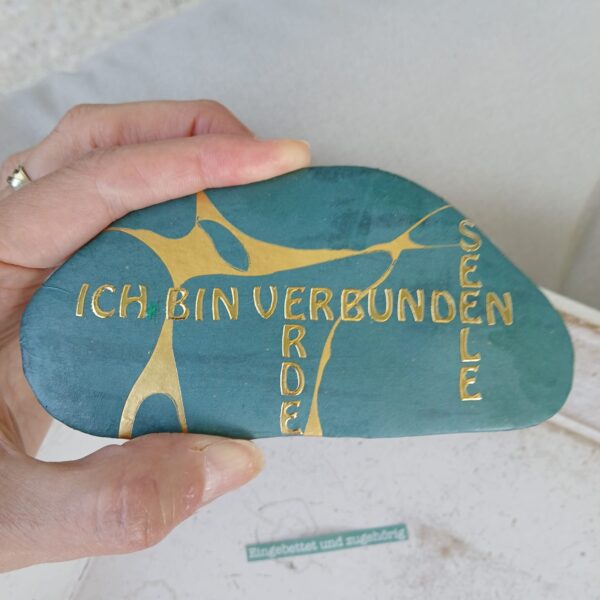 ICH BIN VERBUNDEN
ERDE
SEELE
Eingebettet und zugehörig